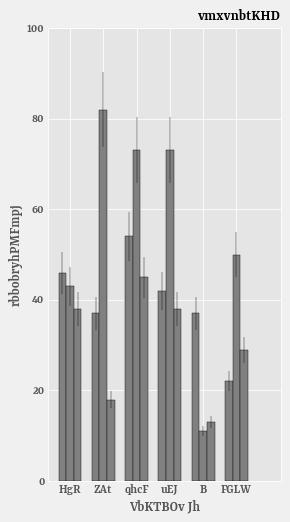 vmxvnbtKHD
100
80
60
40
20
0
rbbobryhPMFmpj
HgR ZAt qhcF uEJ B FGLW
VbKTBOv Jh